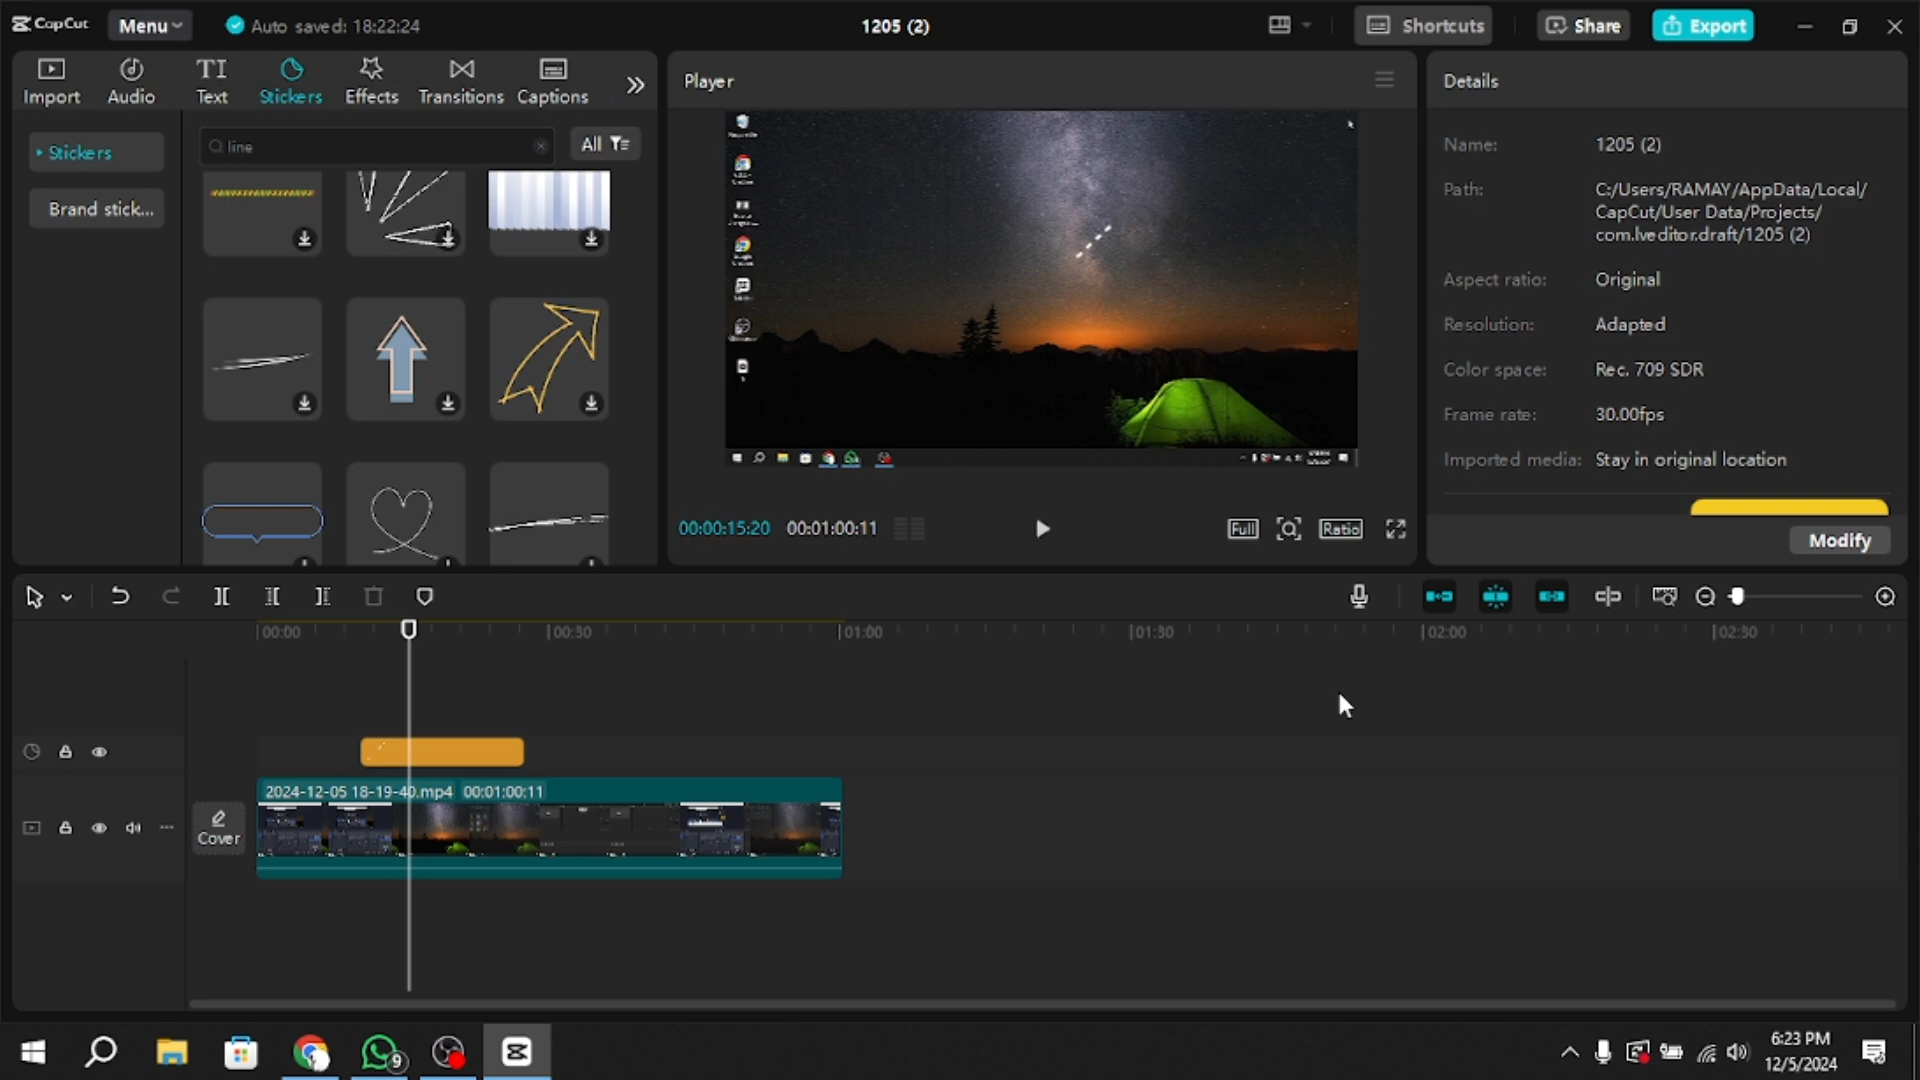 CapCut
Menu
Auto saved: 18:22:24
1205 (2)
Shortcuts
Share
Export
Import
Audio
TI
Text
Stickers
Effects
Transitions
Captions
Player
Details
Stickers
line
All
Brand stick...
Name:
1205 (2)
Path:
C:/Users/RAMAY/AppData/Local/
CapCut/User Data/Projects/
com.lveditor.draft/1205 (2)
Aspect ratio:
Original
Resolution:
Adapted
Color space:
Rec. 709 SDR
Frame rate:
30.00fps
Imported media:
Stay in original location
Modify
00:00:15:20
00:01:00:11
Full
Ratio
00:00
00:30
01:00
01:30
02:00
02:30
2024-12-05 18-19-40.mp4 00:01:00:11
Cover
9
6:23 PM
12/5/2024